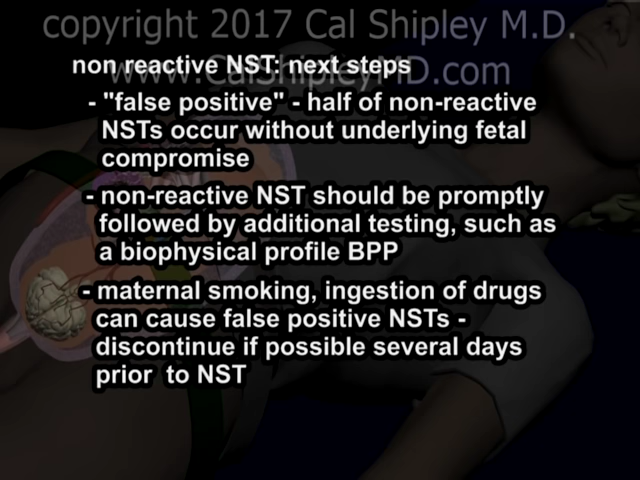 copyright 2017 Cal Shipley M.D.
www.CalShipleyMD.com
non reactive NST: next steps
- "false positive" - half of non-reactive
NSTs occur without underlying fetal
compromise
- non-reactive NST should be promptly
followed by additional testing, such as
a biophysical profile BPP
- maternal smoking, ingestion of drugs
can cause false positive NSTs -
discontinue if possible several days
prior to NST